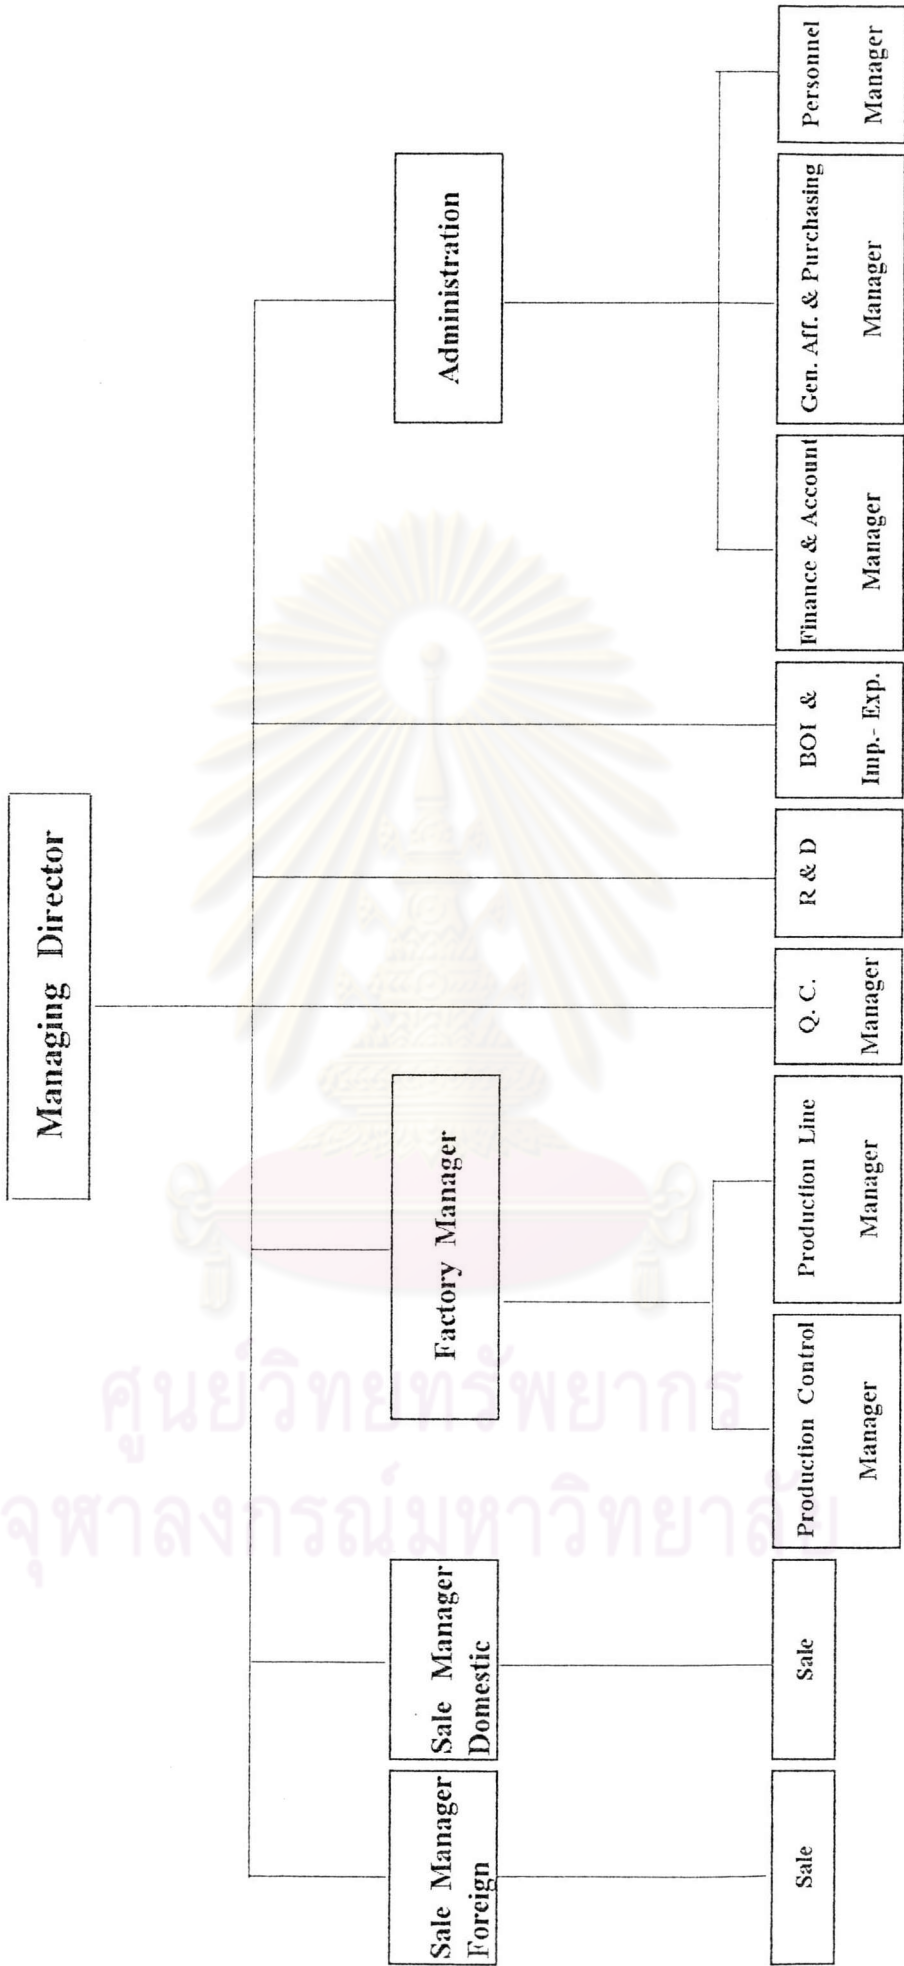 Managing Director
Sale Manager
Foreign
Sale Manager
Domestic
Factory Manager
Administration
Sale
Sale
Production Control
Manager
Production Line
Manager
Q. C.
Manager
R & D
BOI &
Imp.- Exp.
Finance & Account
Manager
Gen. Aff. & Purchasing
Manager
Personnel
Manager
ศูนย์วิทยทรัพยากร
จุฬาลงกรณ์มหาวิทยาลัย